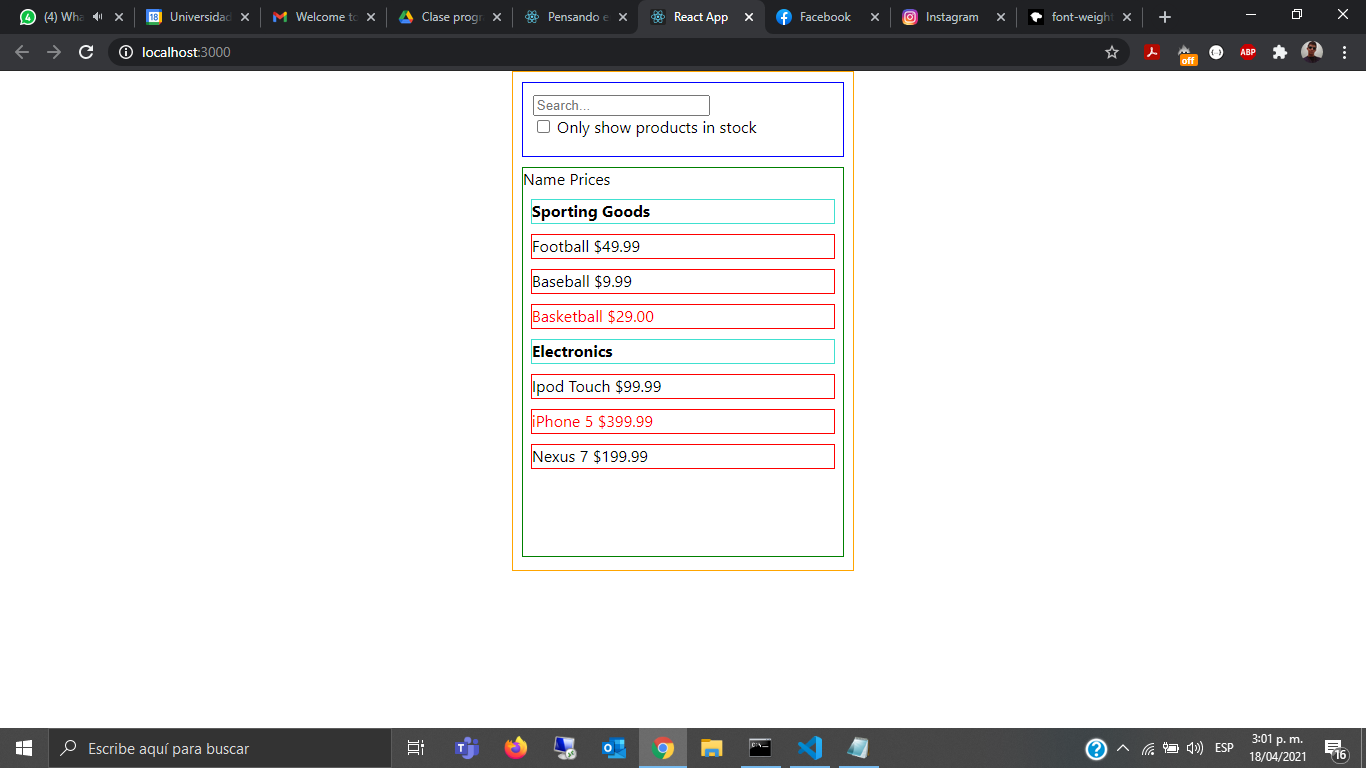 4 (4) Wha
18 Universidad
Welcome to
Clase progr
Pensando e
React App
Facebook
Instagram
font-weight
localhost:3000
off
ABP
Search...
Only show products in stock
Name Prices
Sporting Goods
Football $49.99
Baseball $9.99
Basketball $29.00
Electronics
Ipod Touch $99.99
iPhone 5 $399.99
Nexus 7 $199.99
Escribe aquí para buscar
ESP
3:01 p. m.
18/04/2021
16